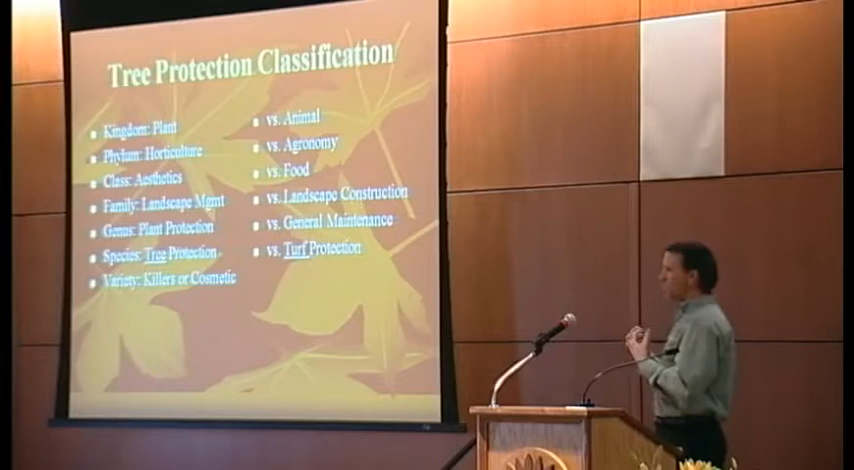 Tree Protection Classification
Kingdom: Plant
Phylum: Horticulture
Class: Aesthetics
Family: Landscape Mgmt
Genus: Plant Protection
Species: Tree Protection
Variety: Killers or Cosmetic
vs. Animal
vs. Agronomy
vs. Food
vs. Landscape Construction
vs. General Maintenance
vs. Turf Protection